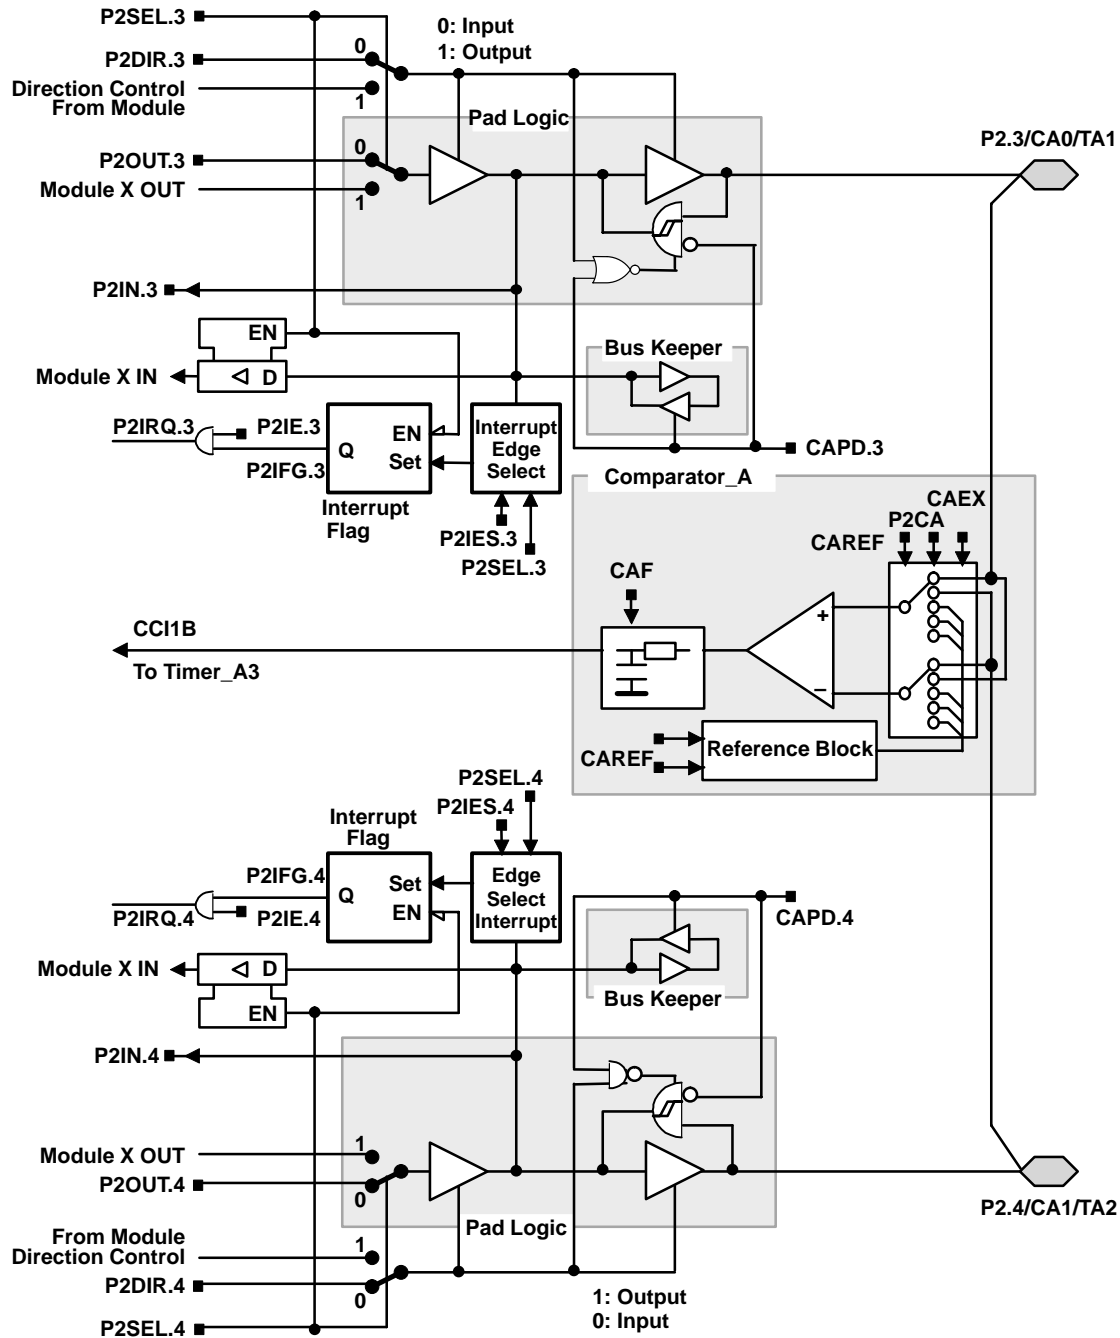 P2SEL.3
0: Input
1: Output
P2DIR.3
0
Direction Control
From Module
1
Pad Logic
P2.3/CA0/TA1
P2OUT.3
0
Module X OUT
1
P2IN.3
EN
Bus Keeper
Module X IN
D
P2IRQ.3
P2IE.3
P2IFG.3
Q
EN
Set
Interrupt
Edge
Select
CAPD.3
Interrupt
Flag
P2IES.3
P2SEL.3
Comparator_A
CAEX
P2CA
CAREF
CAF
CCI1B
To Timer_A3
+
−
Reference Block
CAREF
P2SEL.4
P2IES.4
Interrupt
Flag
P2IFG.4
P2IRQ.4
P2IE.4
Q
Set
EN
Edge
Select
Interrupt
CAPD.4
Module X IN
D
EN
Bus Keeper
P2IN.4
Module X OUT
1
P2OUT.4
0
Pad Logic
P2.4/CA1/TA2
From Module
Direction Control
1
P2DIR.4
0
1: Output
0: Input
P2SEL.4